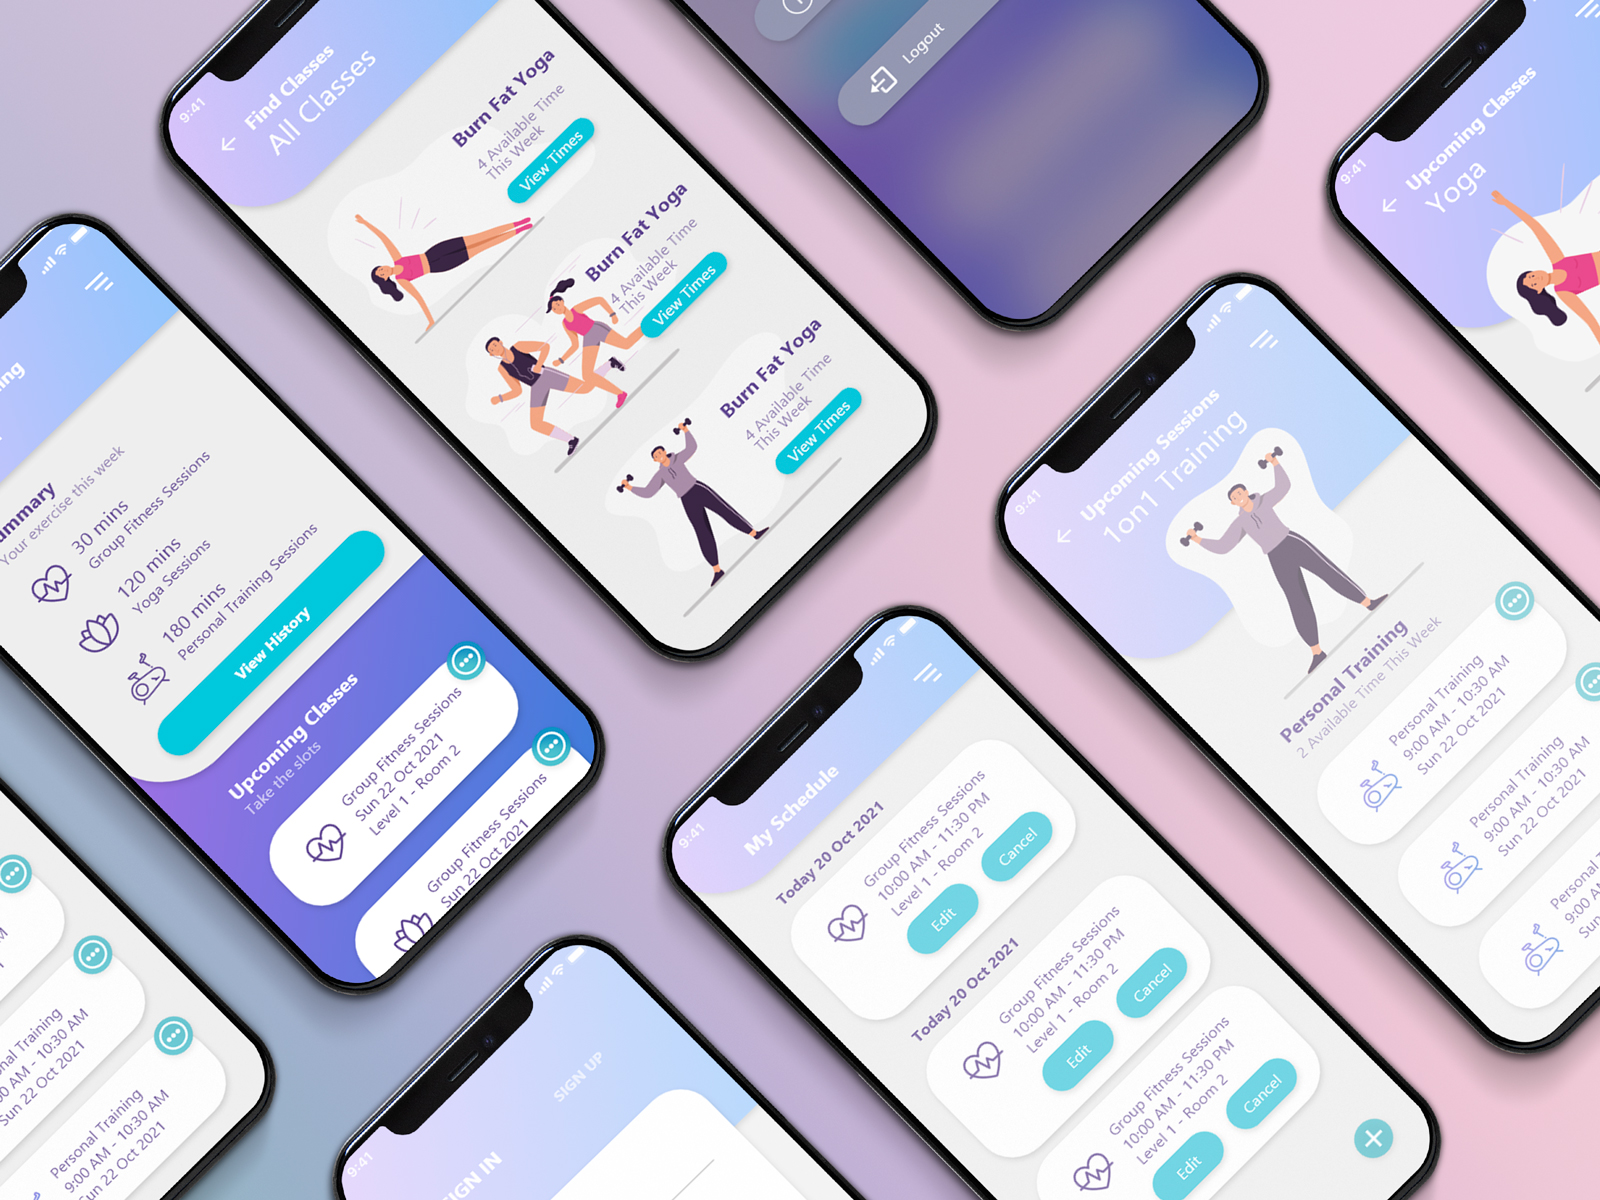 9:41
Find Classes
All Classes
Burn Fat Yoga
4 Available Time
This Week
View Times
Burn Fat Yoga
4 Available Time
This Week
View Times
Burn Fat Yoga
4 Available Time
This Week
View Times
Logout
9:41
Upcoming Classes
Yoga
Your exercise this week
30 mins
Group Fitness Sessions
120 mins
Yoga Sessions
180 mins
Personal Training Sessions
View History
Upcoming Classes
Take the slots
Group Fitness Sessions
Sun 22 Oct 2021
Level 1 - Room 2
Group Fitness Sessions
Sun 22 Oct 2021
9:41
Upcoming Sessions
1on1 Training
Personal Training
2 Available Time This Week
Personal Training
9:00 AM - 10:30 AM
Sun 22 Oct 2021
Personal Training
9:00 AM - 10:30 AM
Sun 22 Oct 2021
Personal
9:00
Sun
9:41
My Schedule
Today 20 Oct 2021
Group Fitness Sessions
10:00 AM - 11:30 PM
Level 1 - Room 2
Edit
Cancel
Today 20 Oct 2021
Group Fitness Sessions
10:00 AM - 11:30 PM
Level 1 - Room 2
Edit
Cancel
Group Fitness Sessions
10:00 AM - 11:30 PM
Level 1 - Room 2
Edit
Cancel
Training
AM - 10:30 AM
Sun 22 Oct 2021
Personal Training
9:00 AM - 10:30 AM
Sun 22 Oct 2021
9:41
SIGN IN
SIGN UP